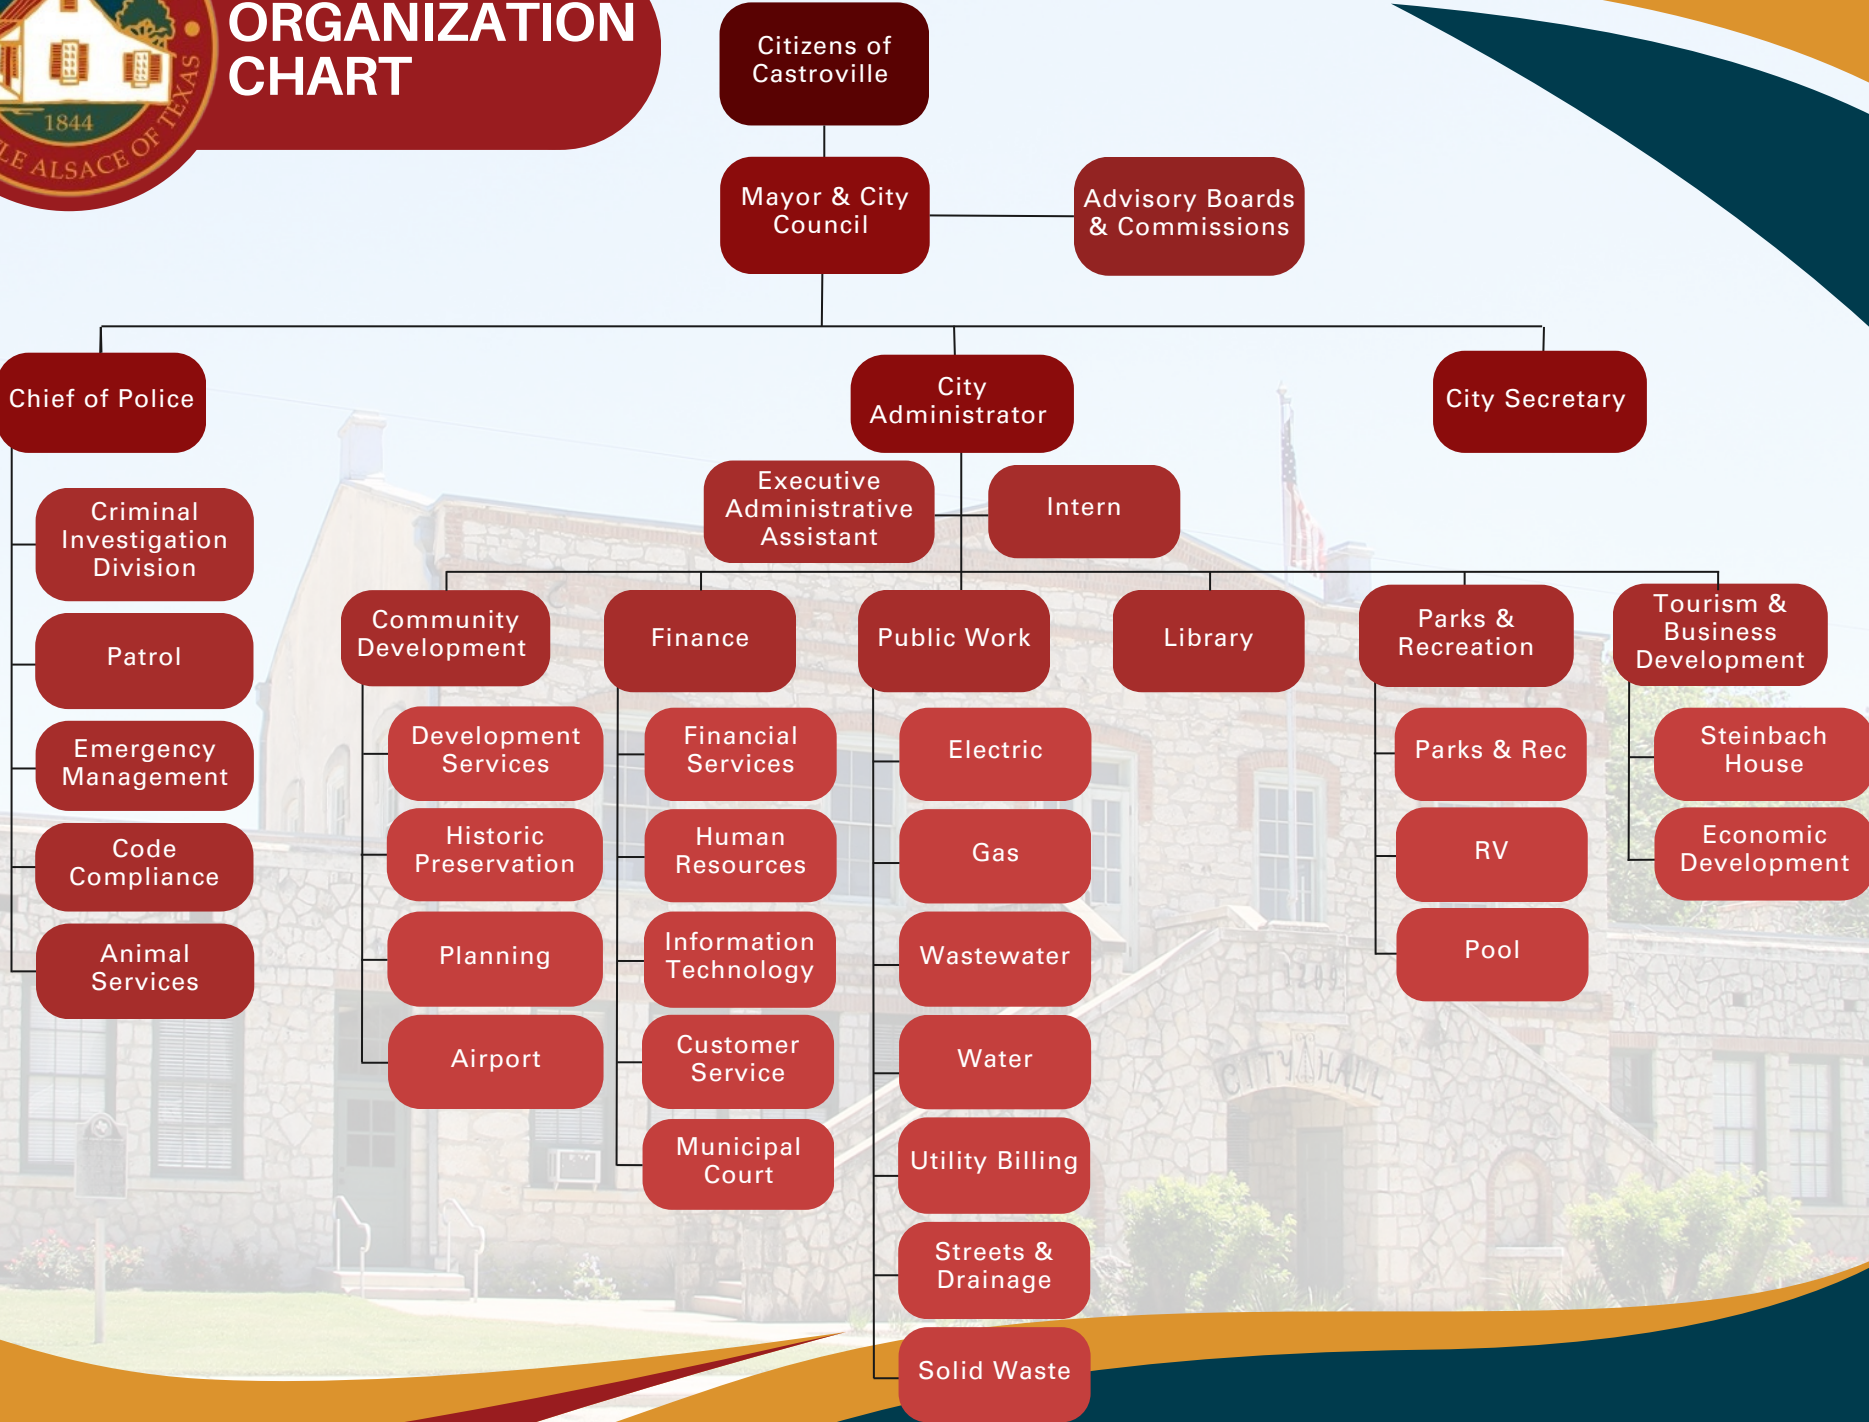 ORGANIZATION
CHART
1844
LE ALSACE OF TEXAS
Citizens of
Castroville
Mayor & City
Council
Advisory Boards
& Commissions
Chief of Police
City
Administrator
City Secretary
Executive
Administrative
Assistant
Intern
Criminal
Investigation
Division
Patrol
Emergency
Management
Code
Compliance
Animal
Services
Community
Development
Development
Services
Historic
Preservation
Planning
Airport
Finance
Financial
Services
Human
Resources
Information
Technology
Customer
Service
Municipal
Court
Public Work
Electric
Gas
Wastewater
Water
Utility Billing
Streets &
Drainage
Solid Waste
Library
Parks &
Recreation
Parks & Rec
RV
Pool
Tourism &
Business
Development
Steinbach
House
Economic
Development
1209
CITY HALL